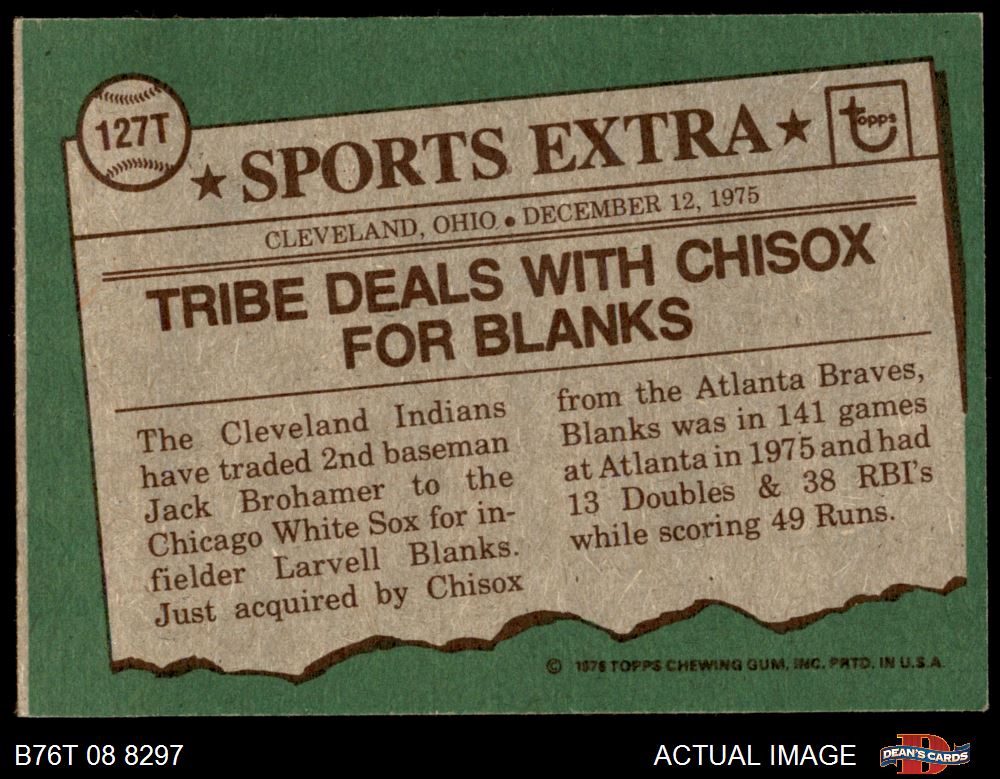 127T
★ SPORTS EXTRA ★
topps
CLEVELAND, OHIO • DECEMBER 12, 1975
TRIBE DEALS WITH CHISOX
FOR BLANKS
The Cleveland Indians
have traded 2nd baseman
Jack Brohamer to the
Chicago White Sox for in-
fielder Larvell Blanks.
Just acquired by Chisox
from the Atlanta Braves,
Blanks was in 141 games
at Atlanta in 1975 and had
13 Doubles & 38 RBI's
while scoring 49 Runs.
© 1976 TOPPS CHEWING GUM, INC. PRTD. IN U.S.A.
B76T 08 8297
ACTUAL IMAGE
DEAN'S CARDS